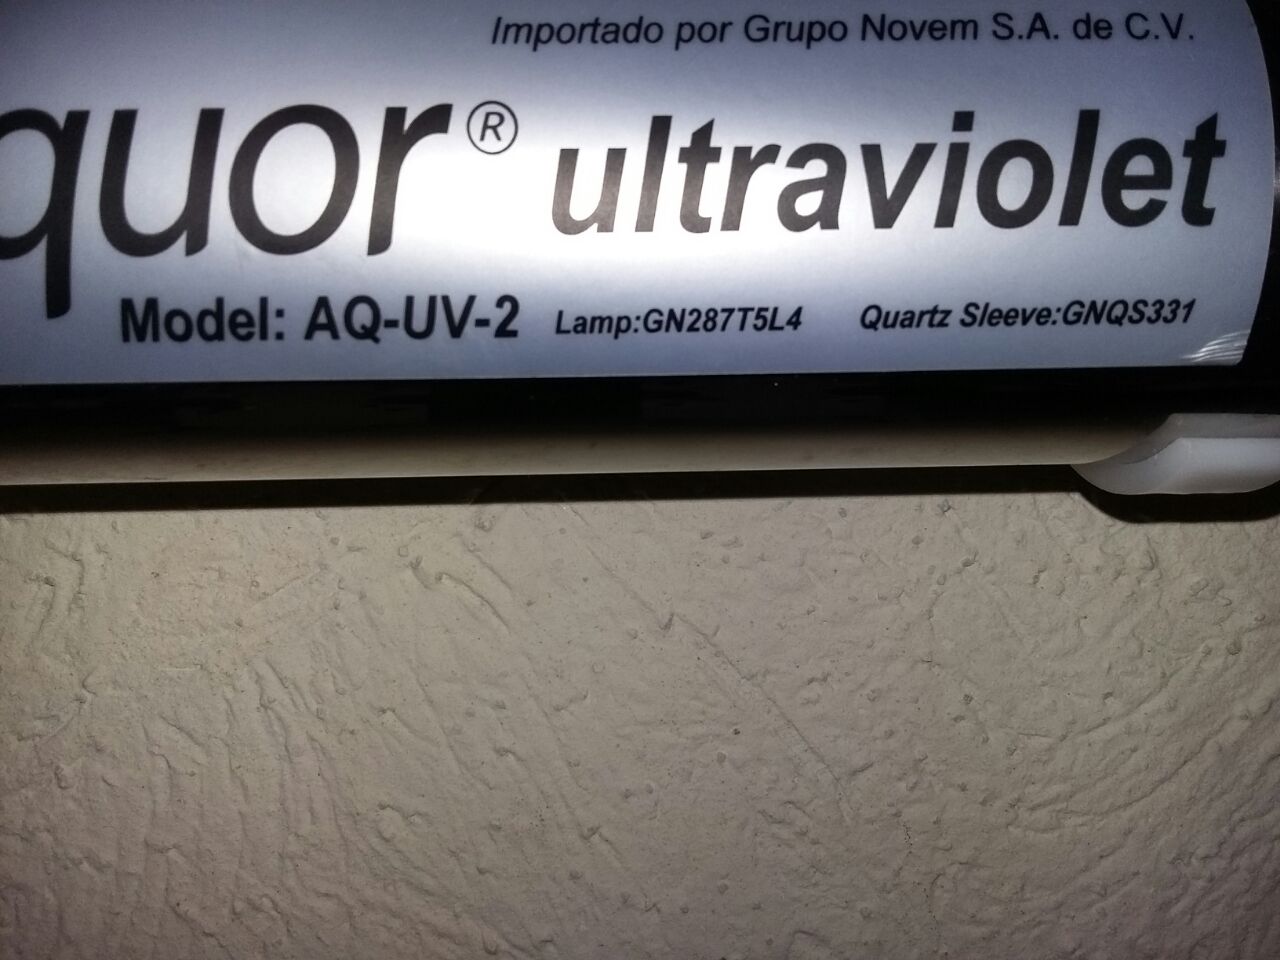 Importado por Grupo Novem S.A. de C.V.
quor® ultraviolet
Model: AQ-UV-2 Lamp:GN287T5L4 Quartz Sleeve:GNQS331